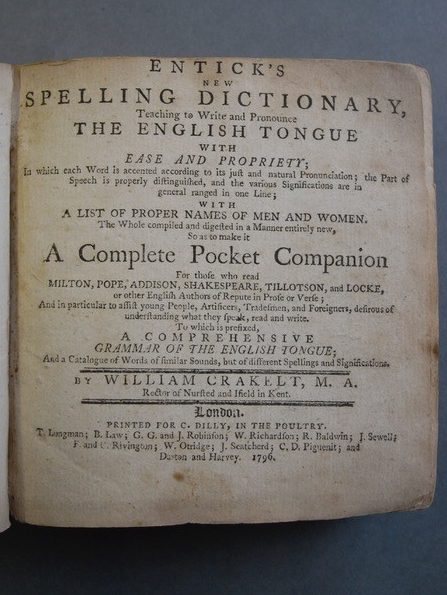 ENTICK'S
NEW
SPELLING DICTIONARY,
Teaching to Write and Pronounce
THE ENGLISH TONGUE
WITH
EASE AND PROPRIETY;
In which each Word is accented according to its juſt and natural Pronunciation; the Part of
Speech is properly diſtinguiſhed, and the various Significations are in
general ranged in one Line;
WITH
A LIST OF PROPER NAMES OF MEN AND WOMEN.
The Whole compiled and digeſted in a Manner entirely new,
So as to make it
A Complete Pocket Companion
For thoſe who read
MILTON, POPE, ADDISON, SHAKESPEARE, TILLOTSON, and LOCKE,
or other Engliſh Authors of Repute in Proſe or Verſe;
And in particular to aſſiſt young People, Artificers, Tradeſmen, and Foreigners, deſirous of
underſtanding what they ſpeak, read and write.
To which is prefixed,
A COMPREHENSIVE
GRAMMAR OF THE ENGLISH TONGUE;
And a Catalogue of Words of ſimilar Sounds, but of different Spellings and Significations.
BY WILLIAM CRAKELT, M. A.
Rector of Nurſted and Ifield in Kent.
London.
PRINTED FOR C. DILLY, IN THE POULTRY.
T. Longman; B. Law; G. G. and J. Robinſon; W. Richardſon; R. Baldwin; J. Sewell;
F. and C. Rivington; W. Otridge; J. Scatcherd; C. D. Piguenit; and
Darton and Harvey. 1796.